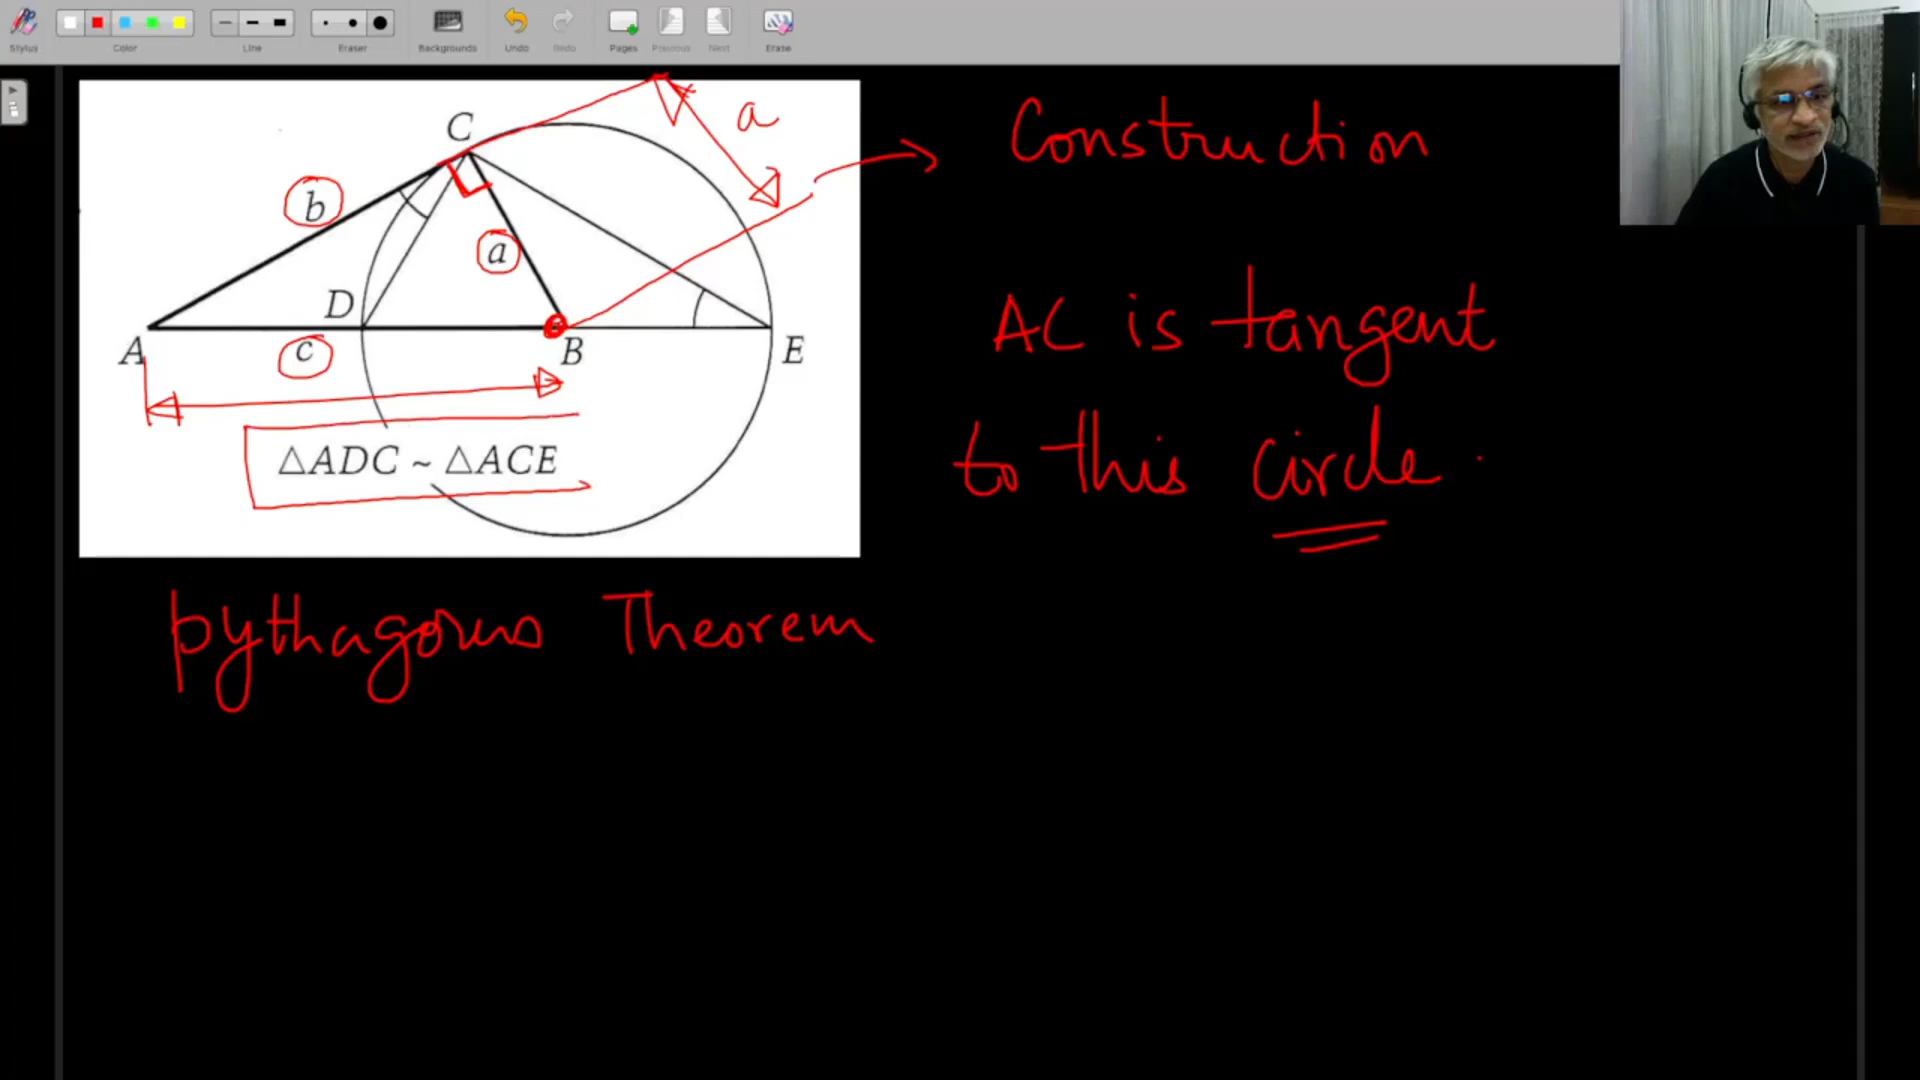 Stylus
Color
Line
Eraser
Backgrounds
Undo
Redo
Pages
Previous
Next
Erase
C
a
b
a
D
A
c
B
E
△ADC ~ △ACE
Construction
AC is tangent
to this circle.
pythagorus Theorem